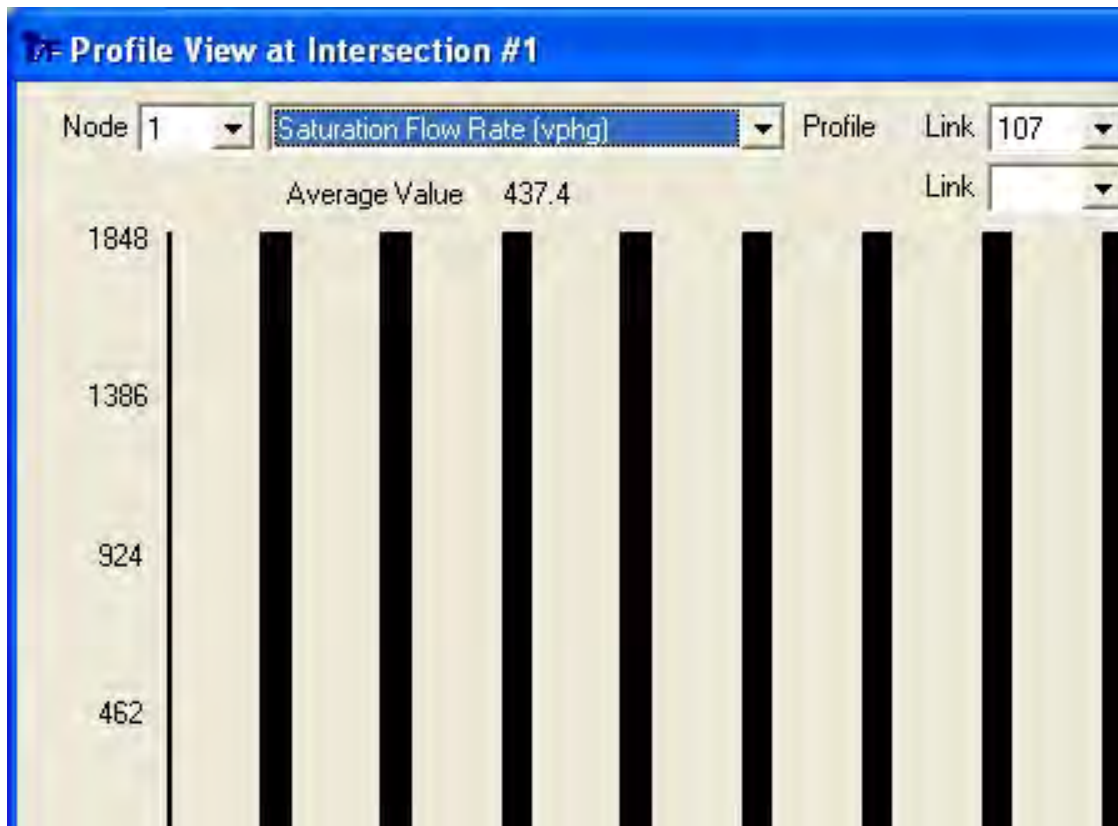 Profile View at Intersection #1
Node 1 Saturation Flow Rate (vphg) Profile Link 107
Average Value 437.4 Link
1848
1386
924
462